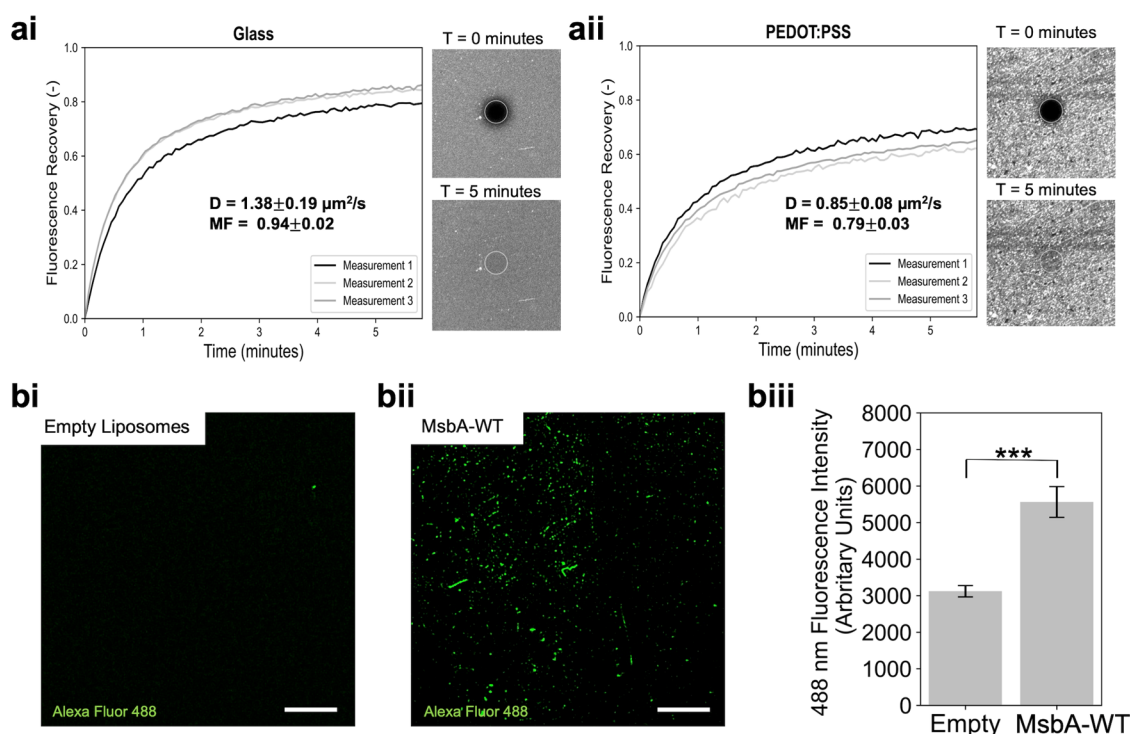 ai
Glass
1.0
0.8
0.6
0.4
0.2
0.0
Fluorescence Recovery (-)
D = 1.38±0.19 µm²/s
MF = 0.94±0.02
Measurement 1
Measurement 2
Measurement 3
0 1 2 3 4 5
Time (minutes)
T = 0 minutes
T = 5 minutes
aii
PEDOT:PSS
1.0
0.8
0.6
0.4
0.2
0.0
Fluorescence Recovery (-)
D = 0.85±0.08 µm²/s
MF = 0.79±0.03
Measurement 1
Measurement 2
Measurement 3
0 1 2 3 4 5
Time (minutes)
T = 0 minutes
T = 5 minutes
bi
Empty Liposomes
Alexa Fluor 488
bii
MsbA-WT
Alexa Fluor 488
biii
488 nm Fluorescence Intensity
(Arbritary Units)
8000
7000
6000
5000
4000
3000
2000
1000
0
***
Empty MsbA-WT